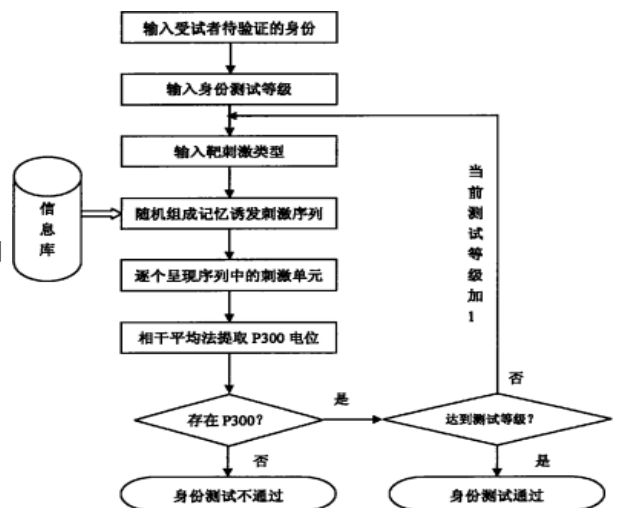 输入受试者待验证的身份
输入身份测试等级
输入靶刺激类型
随机组成记忆诱发刺激序列
逐个呈现序列中的刺激单元
相干平均法提取 P300 电位
存在 P300？
是
否
身份测试不通过
信息库
当前测试等级加1
否
达到测试等级？
是
身份测试通过